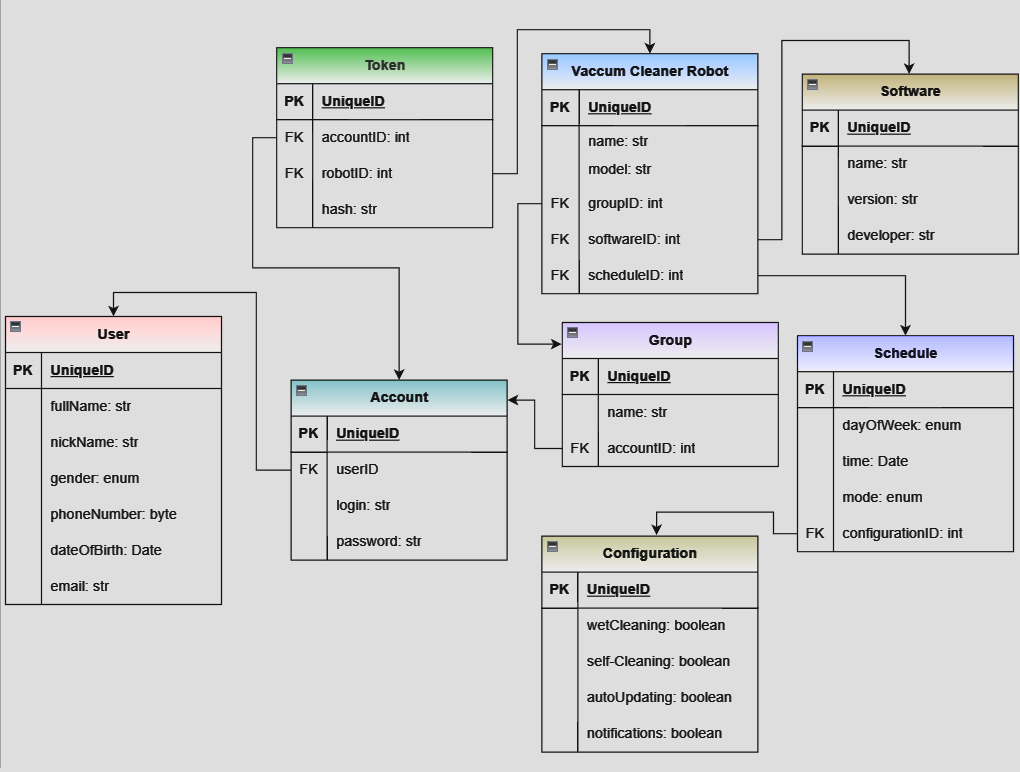 Token
PK UniqueID
FK accountID: int
FK robotID: int
hash: str
Vaccum Cleaner Robot
PK UniqueID
name: str
model: str
FK groupID: int
FK softwareID: int
FK scheduleID: int
Software
PK UniqueID
name: str
version: str
developer: str
User
PK UniqueID
fullName: str
nickName: str
gender: enum
phoneNumber: byte
dateOfBirth: Date
email: str
Account
PK UniqueID
FK userID
login: str
password: str
Group
PK UniqueID
name: str
FK accountID: int
Schedule
PK UniqueID
dayOfWeek: enum
time: Date
mode: enum
FK configurationID: int
Configuration
PK UniqueID
wetCleaning: boolean
self-Cleaning: boolean
autoUpdating: boolean
notifications: boolean